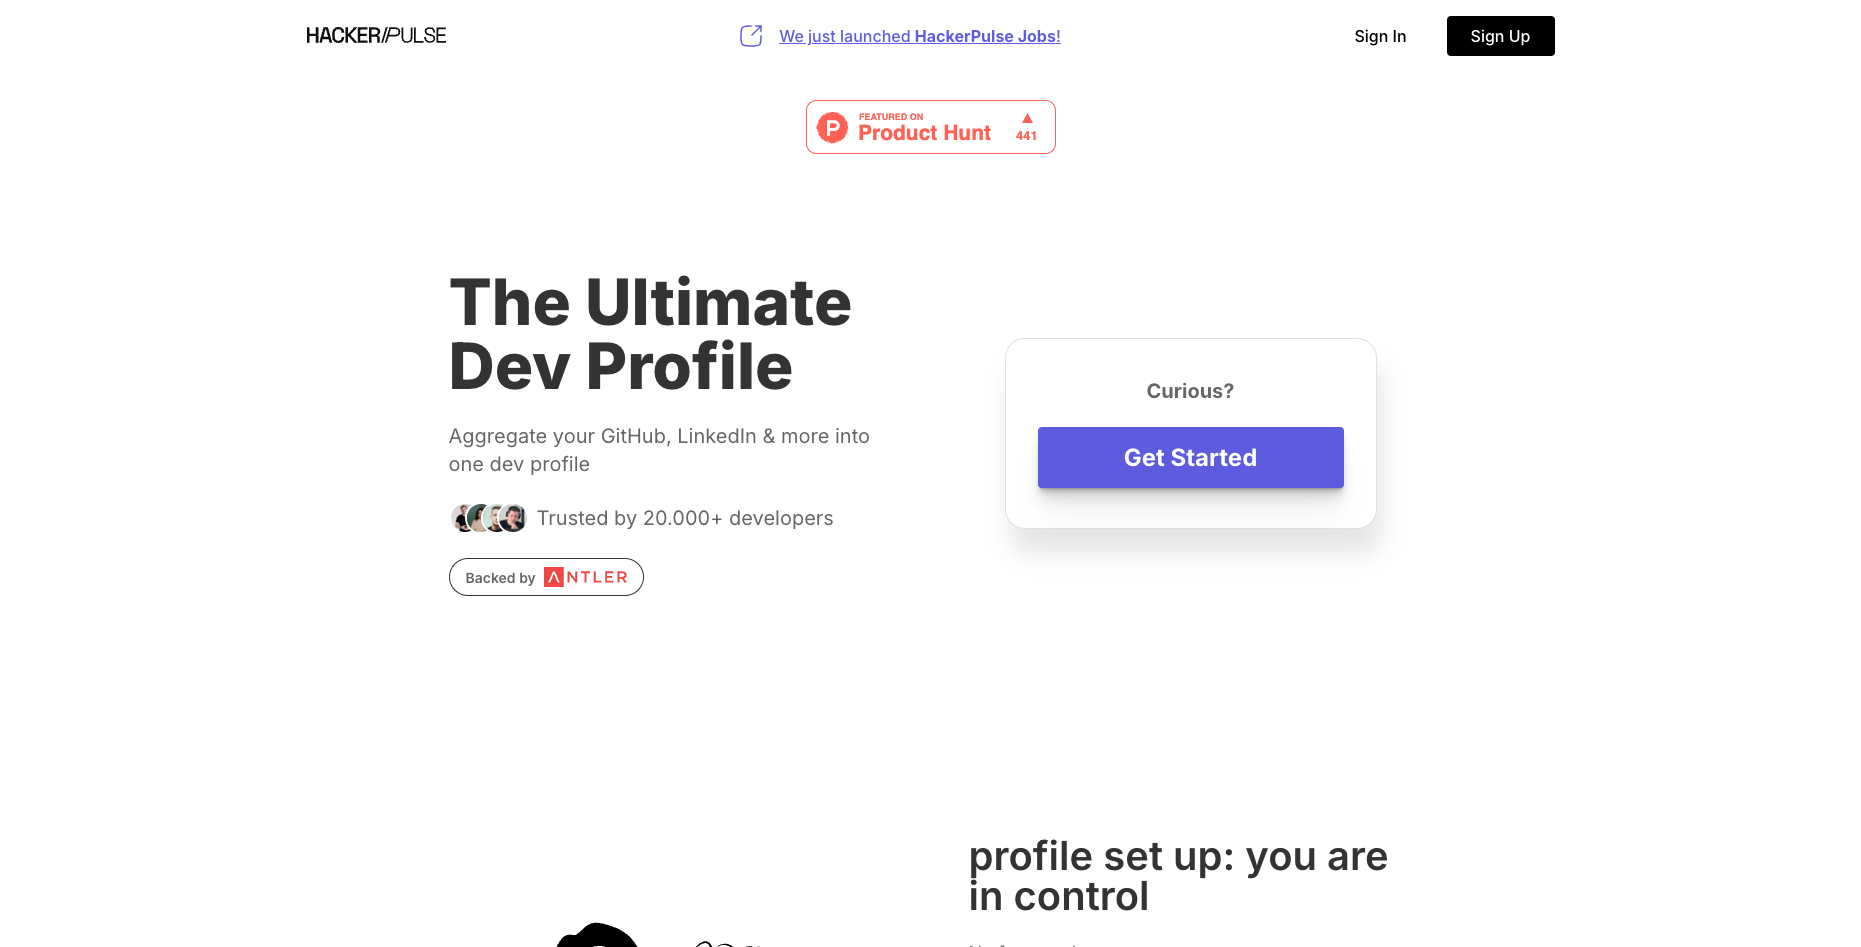 HACKER//PULSE
We just launched HackerPulse Jobs!
Sign In
Sign Up
FEATURED ON
Product Hunt
441
The Ultimate
Dev Profile
Aggregate your GitHub, LinkedIn & more into
one dev profile
Trusted by 20.000+ developers
Backed by ANTLER
Curious?
Get Started
profile set up: you are
in control